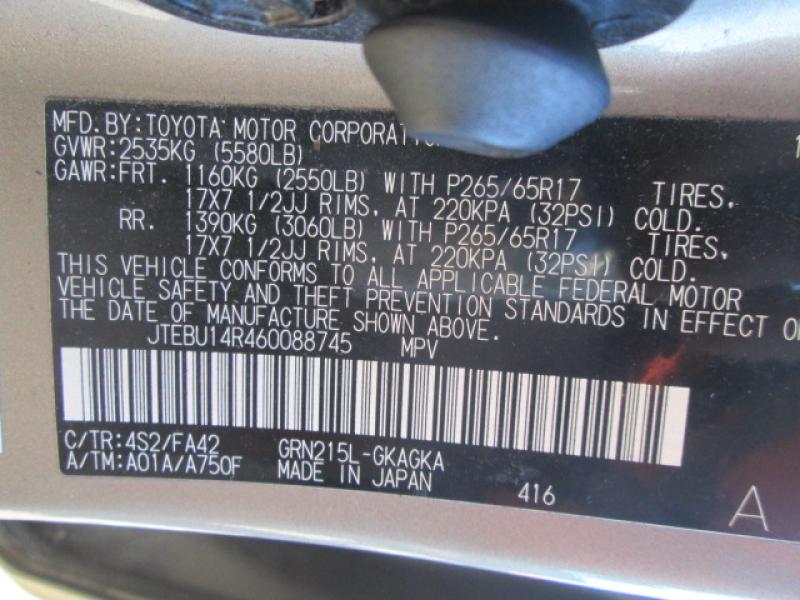 MFD.BY:TOYOTA MOTOR CORPORATIO
GVWR:2535KG (5580LB)
GAWR:FRT. 1160KG (2550LB) WITH P265/65R17 TIRES,
17X7 1/2JJ RIMS, AT 220KPA (32PSI) COLD.
RR. 1390KG (3060LB) WITH P265/65R17 TIRES,
17X7 1/2JJ RIMS, AT 220KPA (32PSI) COLD.
THIS VEHICLE CONFORMS TO ALL APPLICABLE FEDERAL MOTOR
VEHICLE SAFETY AND THEFT PREVENTION STANDARDS IN EFFECT O
THE DATE OF MANUFACTURE SHOWN ABOVE.
JTEBU14R460088745 MPV
C/TR:4S2/FA42 GRN215L-GKAGKA
A/TM:A01A/A750F MADE IN JAPAN
416
A